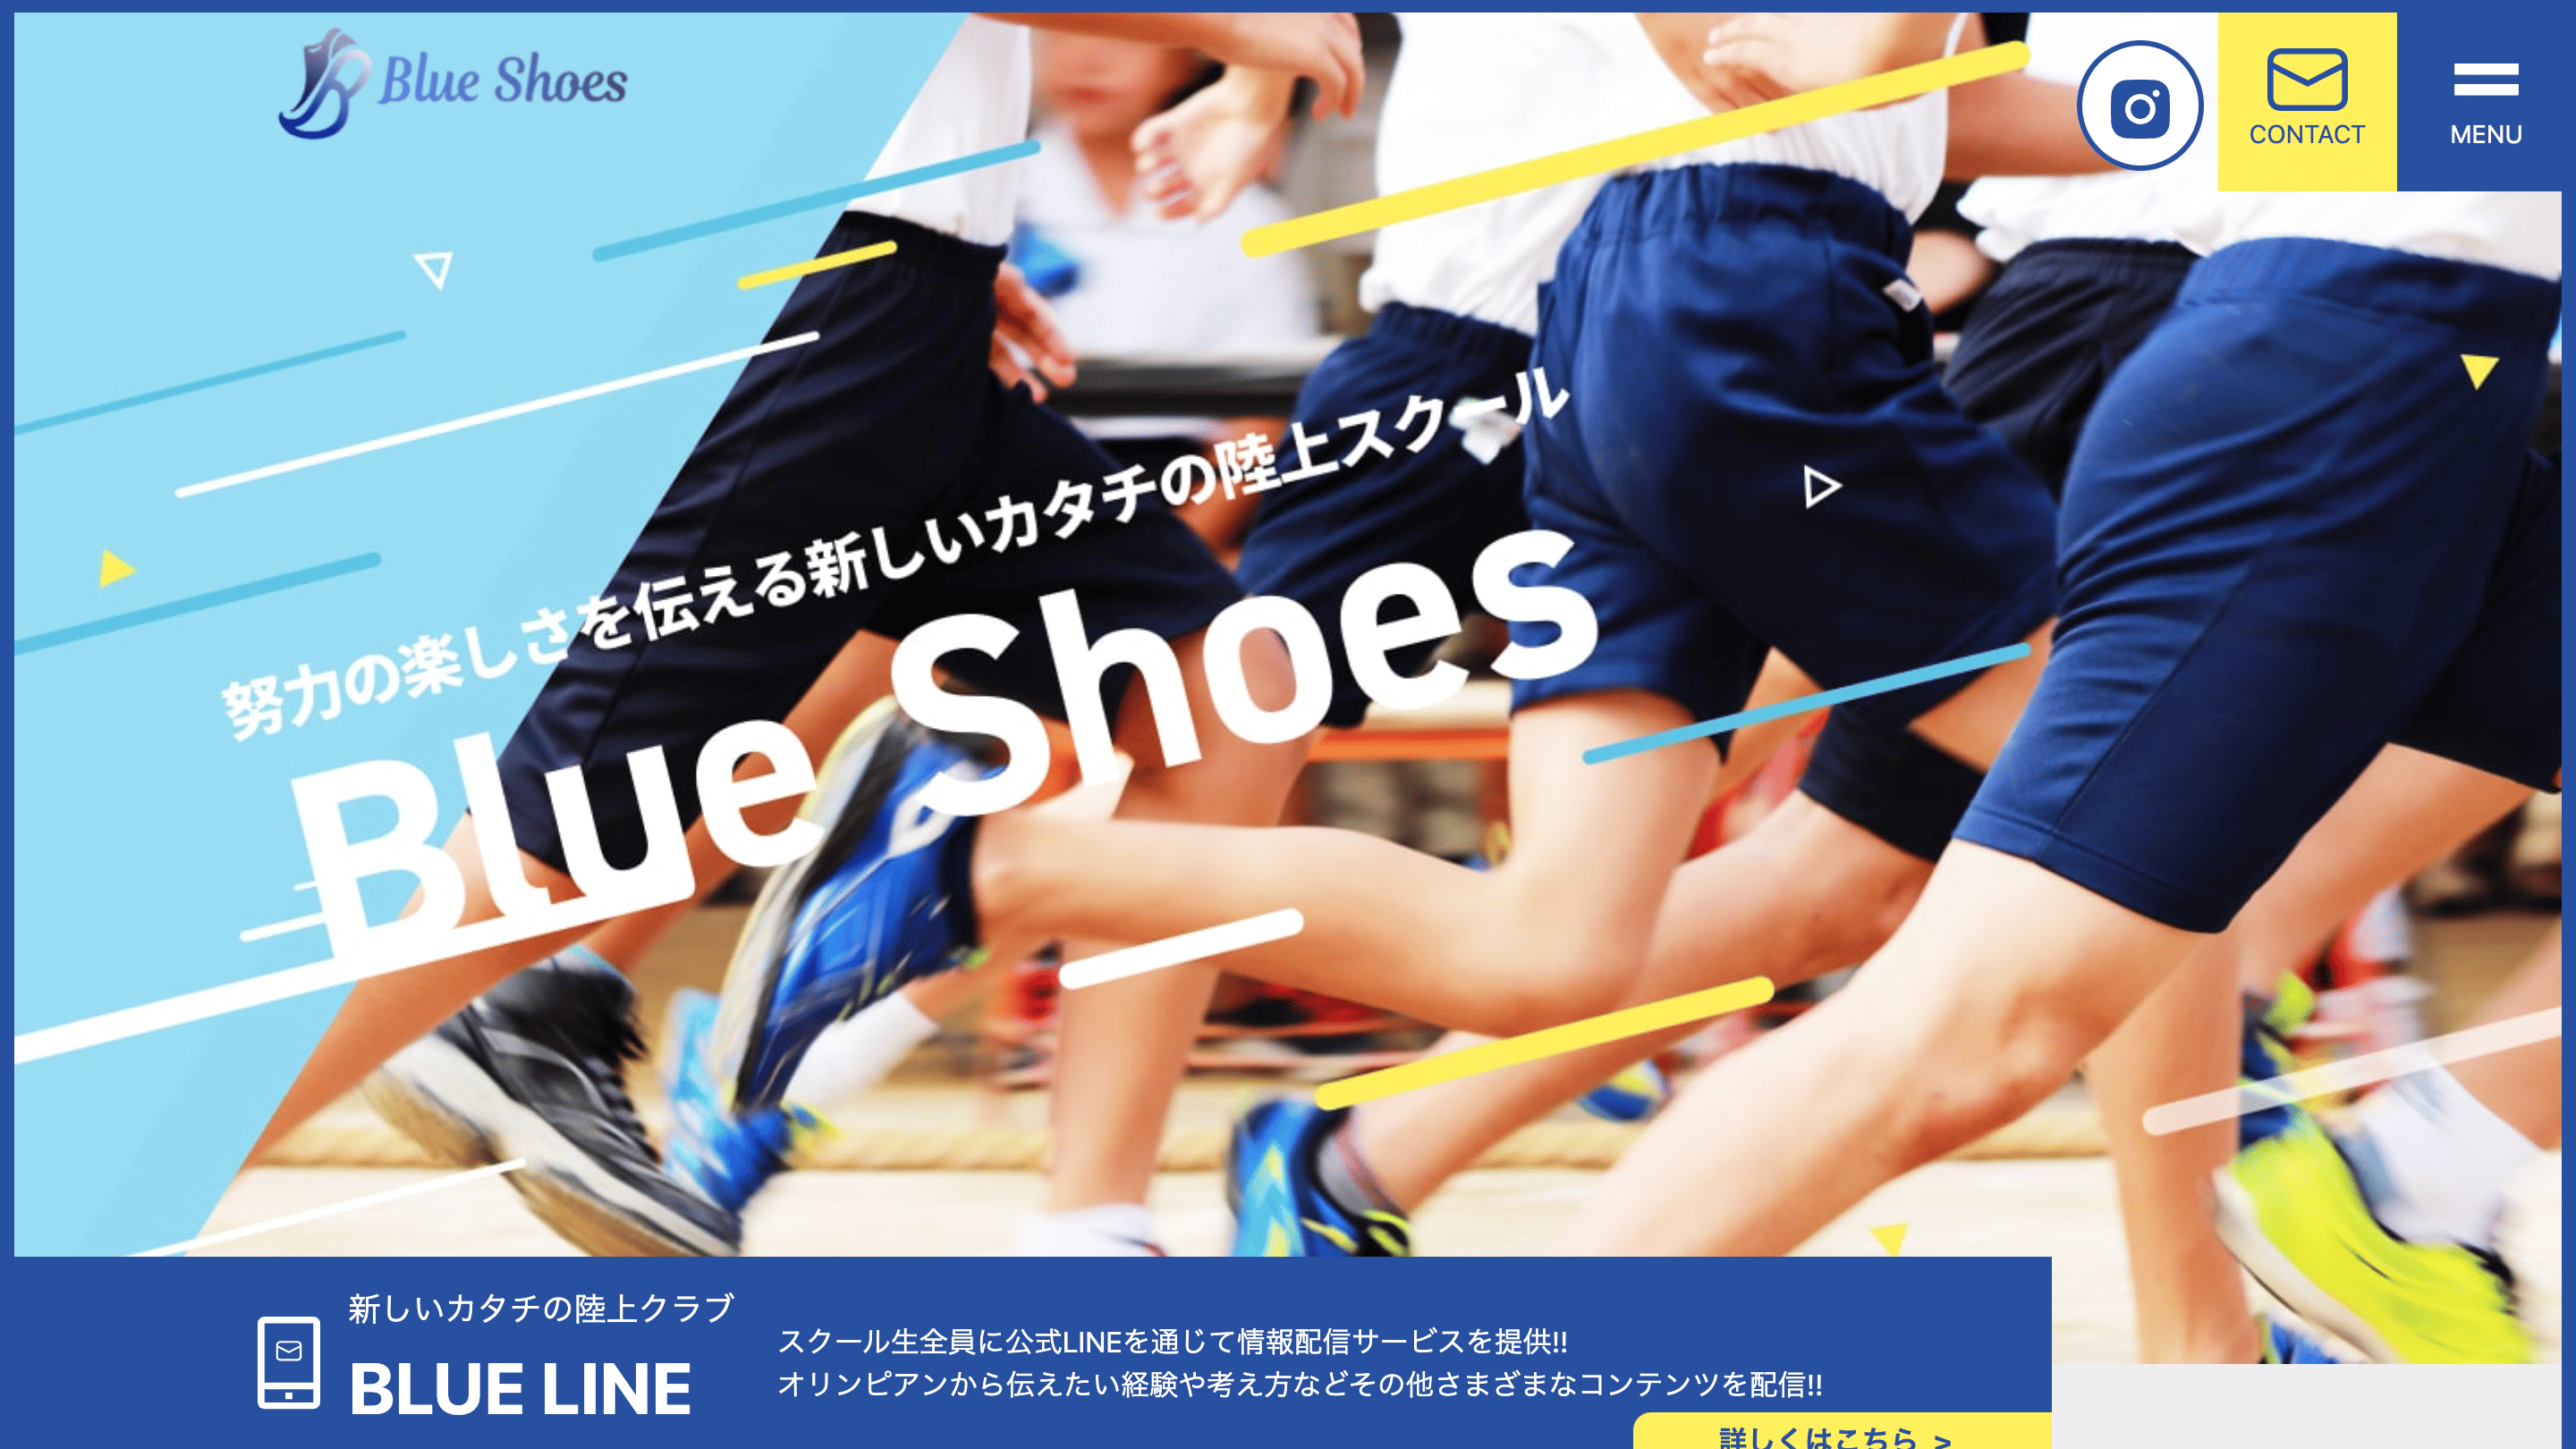 Blue Shoes
CONTACT
MENU
努力の楽しさを伝える新しいカタチの陸上スクール
Blue Shoes
新しいカタチの陸上クラブ
BLUE LINE
スクール生全員に公式LINEを通じて情報配信サービスを提供!!
オリンピアンから伝えたい経験や考え方などその他さまざまなコンテンツを配信!!
詳しくはこちら >